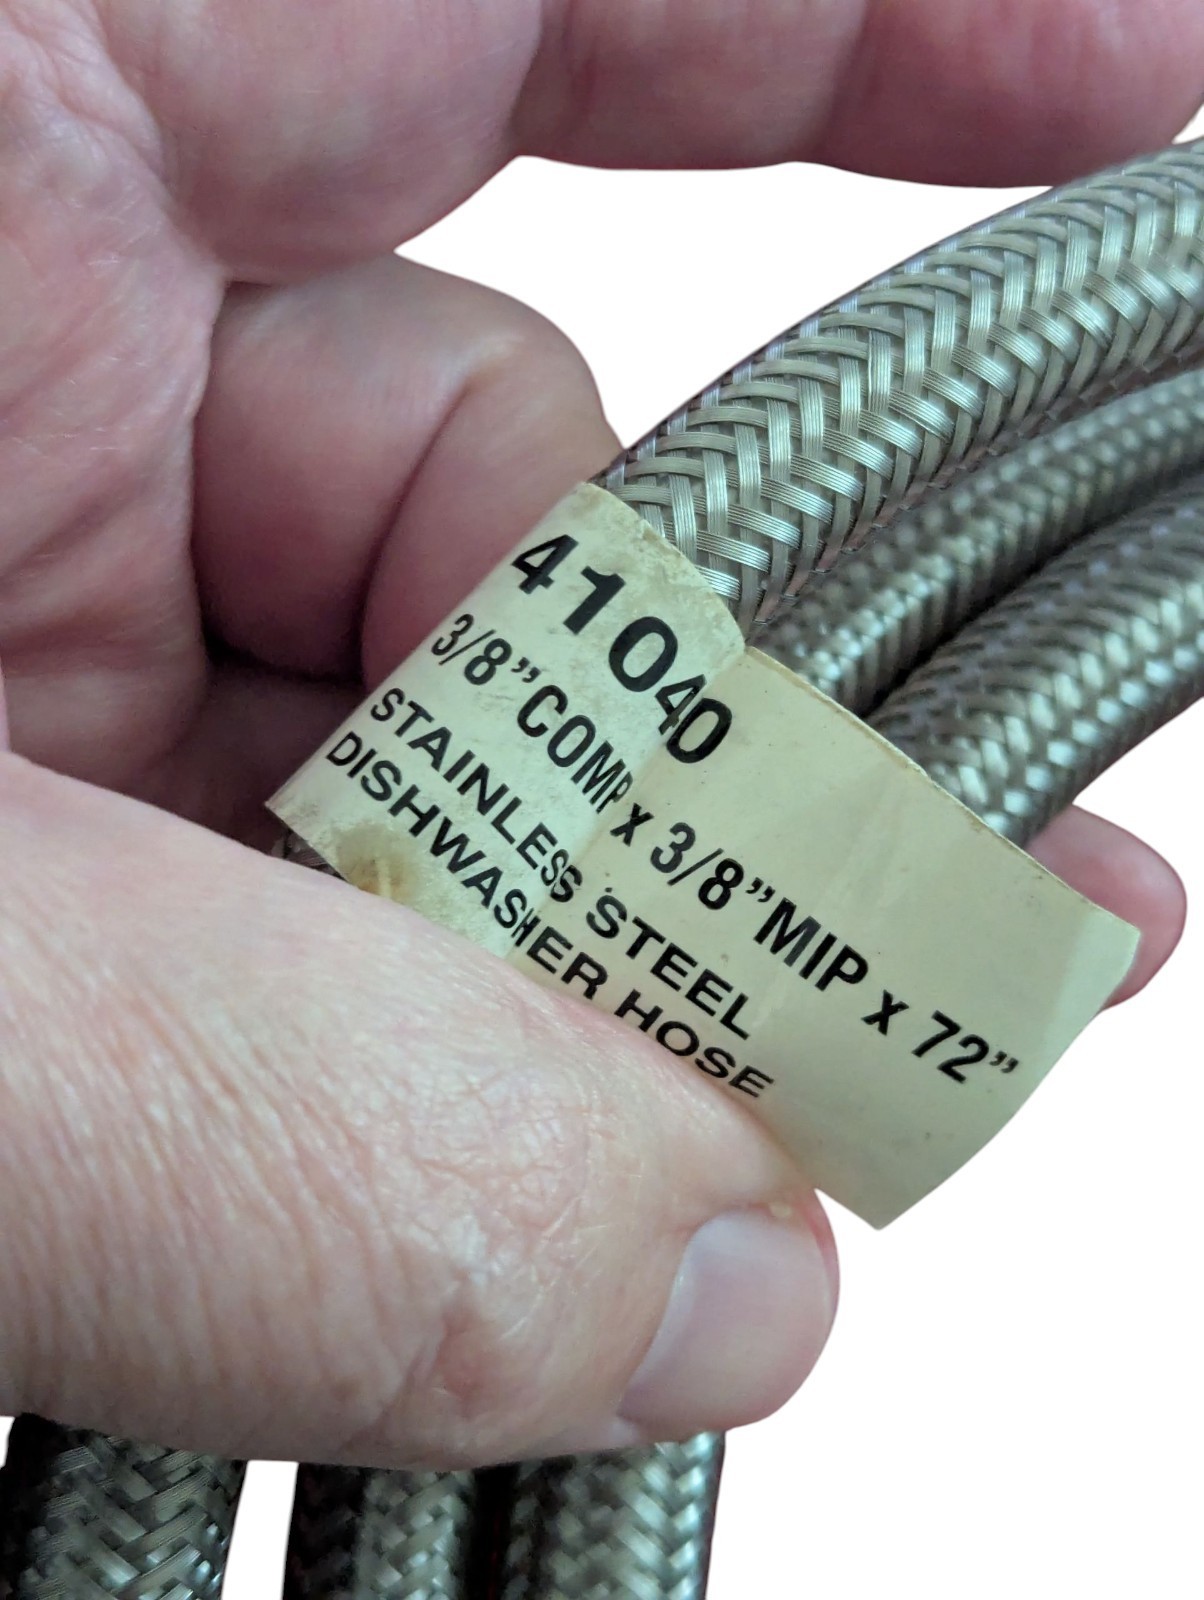 41040
3/8”COMP x 3/8”MIP x 72”
STAINLESS STEEL
DISHWASHER HOSE